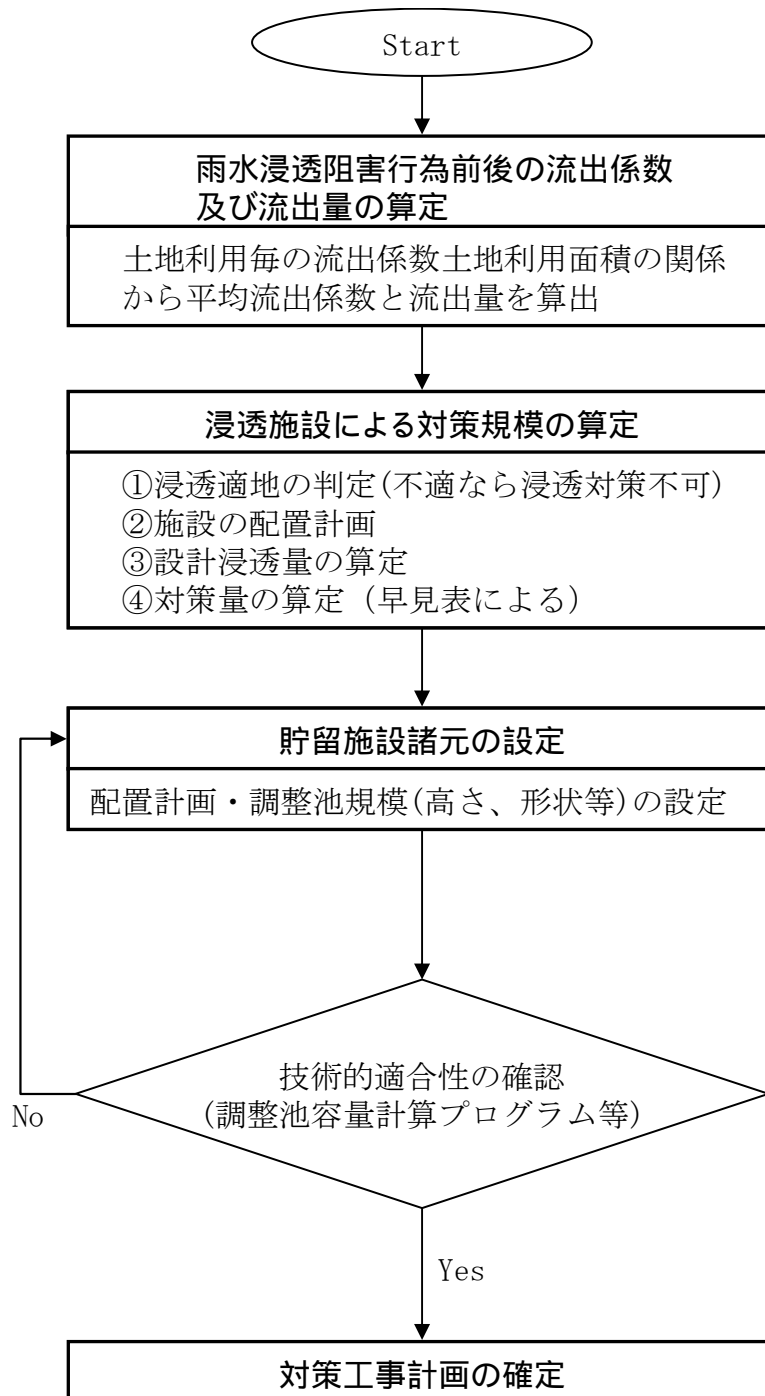 Start
雨水浸透阻害行為前後の流出係数
及び流出量の算定
土地利用毎の流出係数土地利用面積の関係
から平均流出係数と流出量を算出
浸透施設による対策規模の算定
①浸透適地の判定(不適なら浸透対策不可)
②施設の配置計画
③設計浸透量の算定
④対策量の算定（早見表による）
貯留施設諸元の設定
配置計画・調整池規模(高さ、形状等)の設定
技術的適合性の確認
(調整池容量計算プログラム等)
No
Yes
対策工事計画の確定